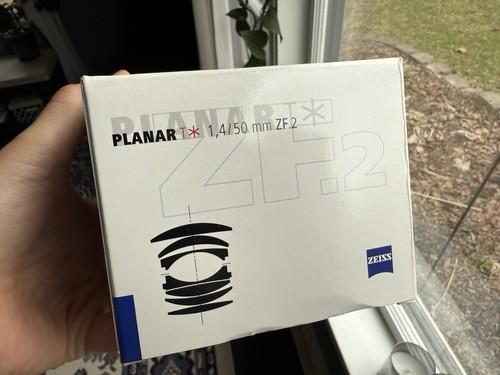 PLANAR T*
PLANAR T* 1,4/50 mm ZF.2
ZF.2
ZEISS